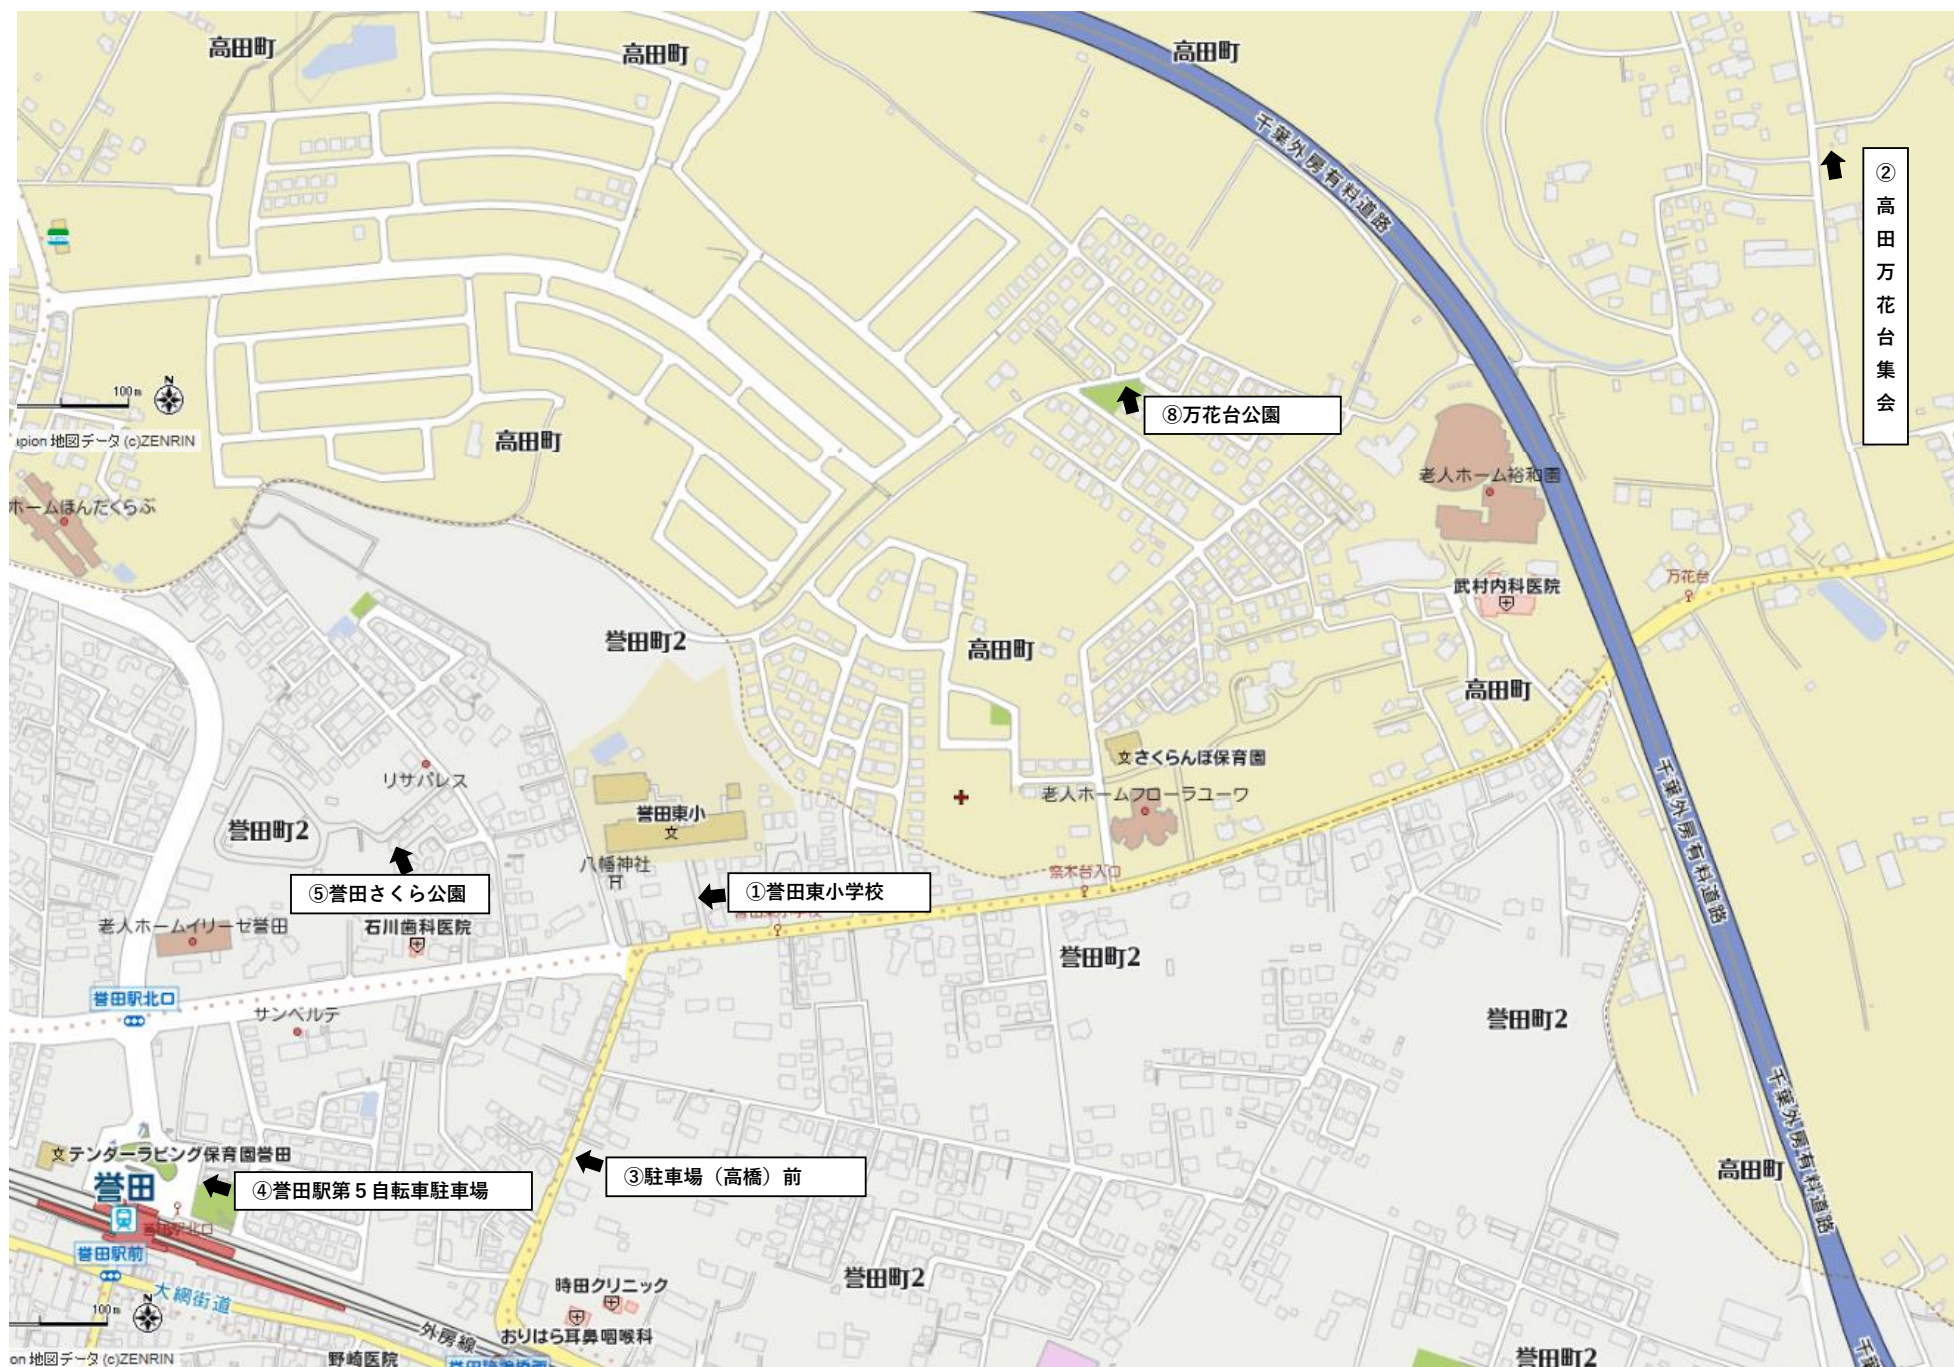 高田町
高田町
高田町
千葉外房有料道路
②高田万花台集会
100m
N
pion 地図データ (c)ZENRIN
高田町
⑧万花台公園
老人ホーム裕和園
ホームほんだくらぶ
万花台
武村内科医院
誉田町2
高田町
高田町
さくらんぼ保育園
リサパレス
老人ホームフローラユーワ
千葉外房有料道路
誉田東小
誉田町2
八幡神社
⑤誉田さくら公園
①誉田東小学校
誉田東小学校
老人ホームイリーゼ誉田
石川歯科医院
誉田町2
誉田駅北口
サンベルテ
誉田町2
千葉外房有料道路
テンダーラビング保育園誉田
誉田
④誉田駅第5自転車駐車場
③駐車場（高橋）前
高田町
誉田駅北口
誉田駅前
大網街道
誉田町2
時田クリニック
100m
N
外房線
おりはら耳鼻咽喉科
on 地図データ (c)ZENRIN
野崎医院
誉田町2